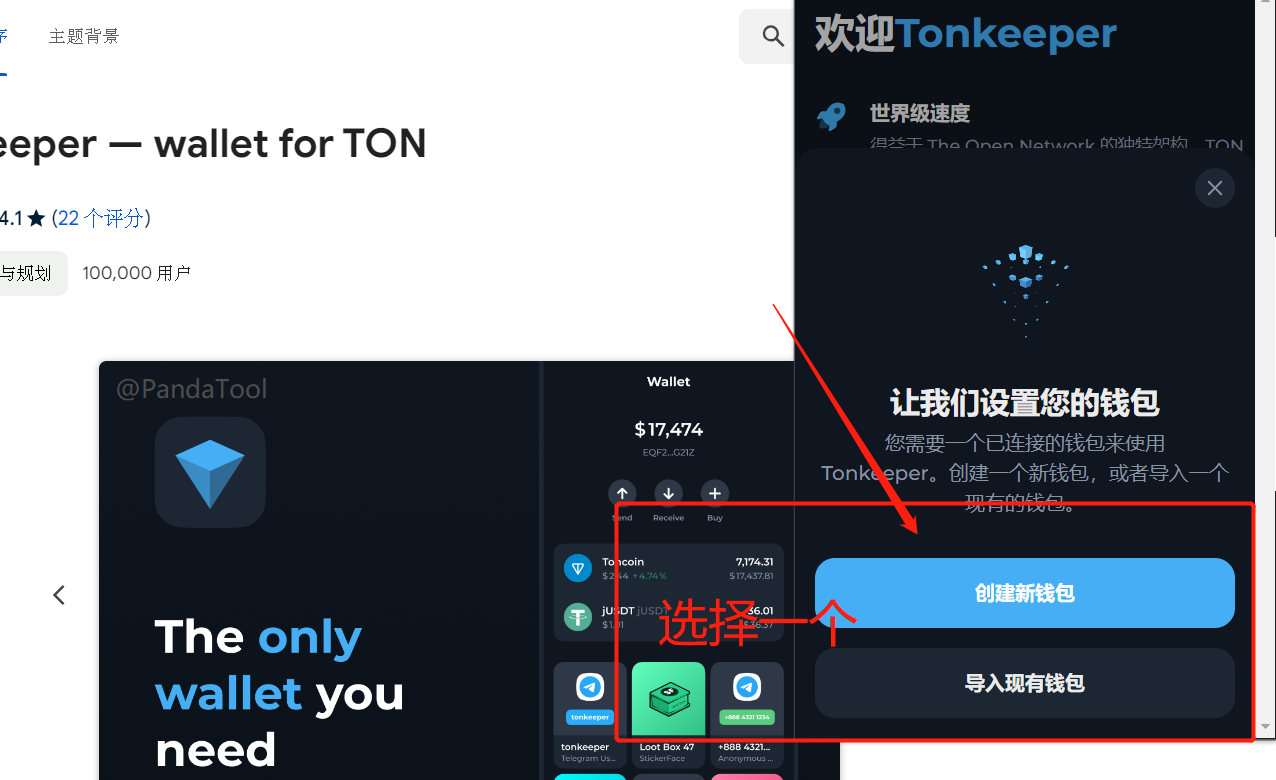 序
主题背景
eeper — wallet for TON
4.1 ★ (22 个评分)
与规划
100,000 用户
@PandaTool
The only
wallet you
need
Wallet
$17,474
EQF2...G21Z
Send
Receive
Buy
Toncoin
7,174.31
$2.44 +4.74%
$17,437.81
jUSDT jUSDT
36.01
$1.01
$36.37
tonkeeper
+888 4321 1234
tonkeeper
Loot Box 47
+888 4321...
Telegram Us...
StickerFace
Anonymous ...
欢迎Tonkeeper
世界级速度
得益于 The Open Network 的独特架构，TON
让我们设置您的钱包
您需要一个已连接的钱包来使用
Tonkeeper。创建一个新钱包，或者导入一个
现有的钱包。
创建新钱包
选择一个
导入现有钱包